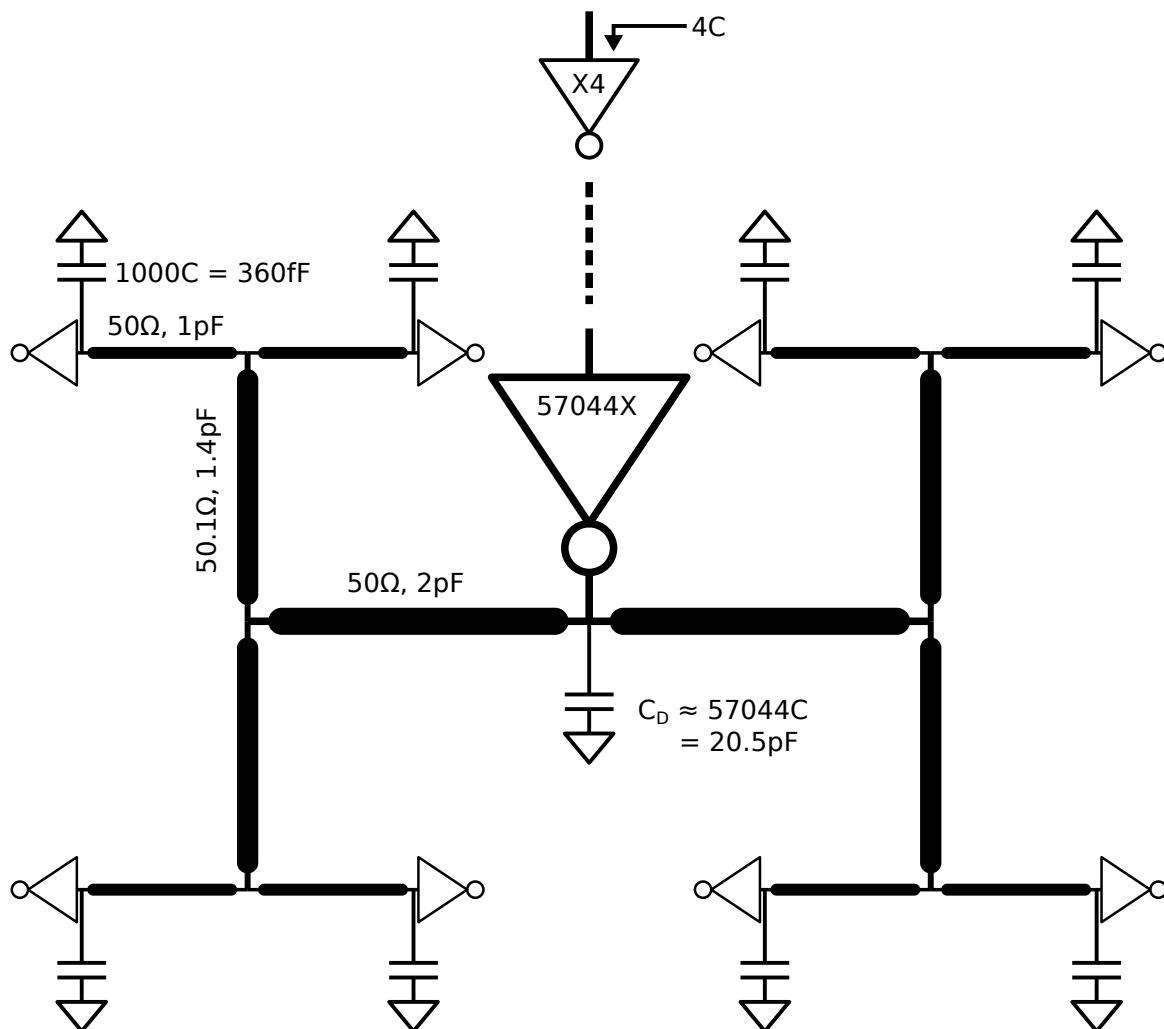 4C
X4
1000C = 360fF
50Ω, 1pF
57044X
50.1Ω, 1.4pF
50Ω, 2pF
C_D ≈ 57044C
= 20.5pF